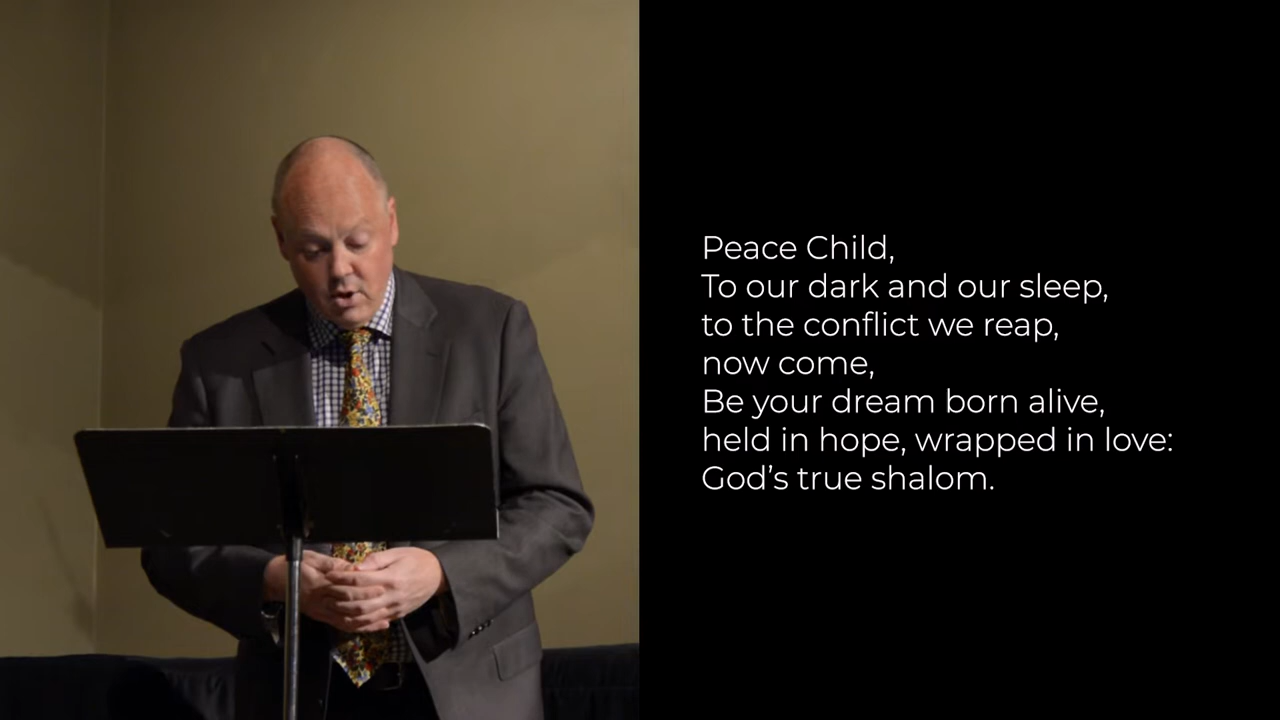 Peace Child,
To our dark and our sleep,
to the conflict we reap,
now come,
Be your dream born alive,
held in hope, wrapped in love:
God’s true shalom.